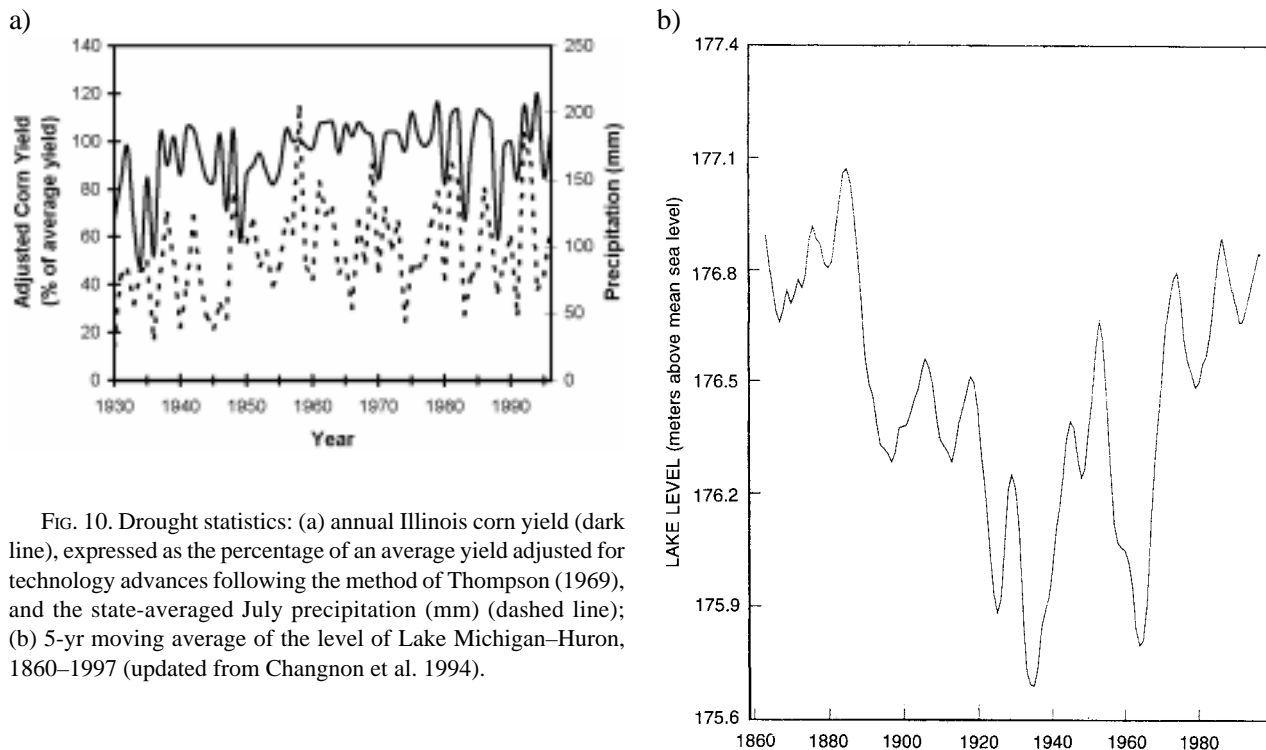 a)
140
120
100
80
60
40
20
0
Adjusted Corn Yield
(% of average yield)
250
200
150
100
50
0
Precipitation (mm)
1930 1940 1950 1960 1970 1980 1990
Year
FIG. 10. Drought statistics: (a) annual Illinois corn yield (dark
line), expressed as the percentage of an average yield adjusted for
technology advances following the method of Thompson (1969),
and the state-averaged July precipitation (mm) (dashed line);
(b) 5-yr moving average of the level of Lake Michigan–Huron,
1860–1997 (updated from Changnon et al. 1994).
b)
177.4
177.1
176.8
176.5
176.2
175.9
175.6
LAKE LEVEL (meters above mean sea level)
1860 1880 1900 1920 1940 1960 1980